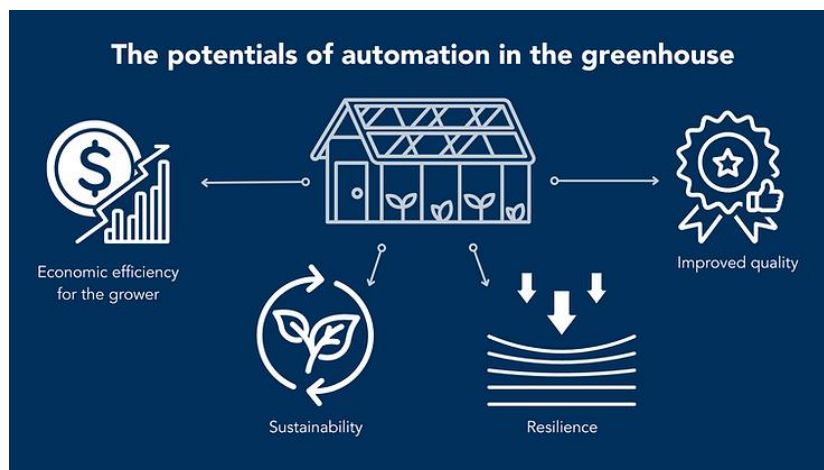 The potentials of automation in the greenhouse
$
Economic efficiency
for the grower
Improved quality
Sustainability
Resilience